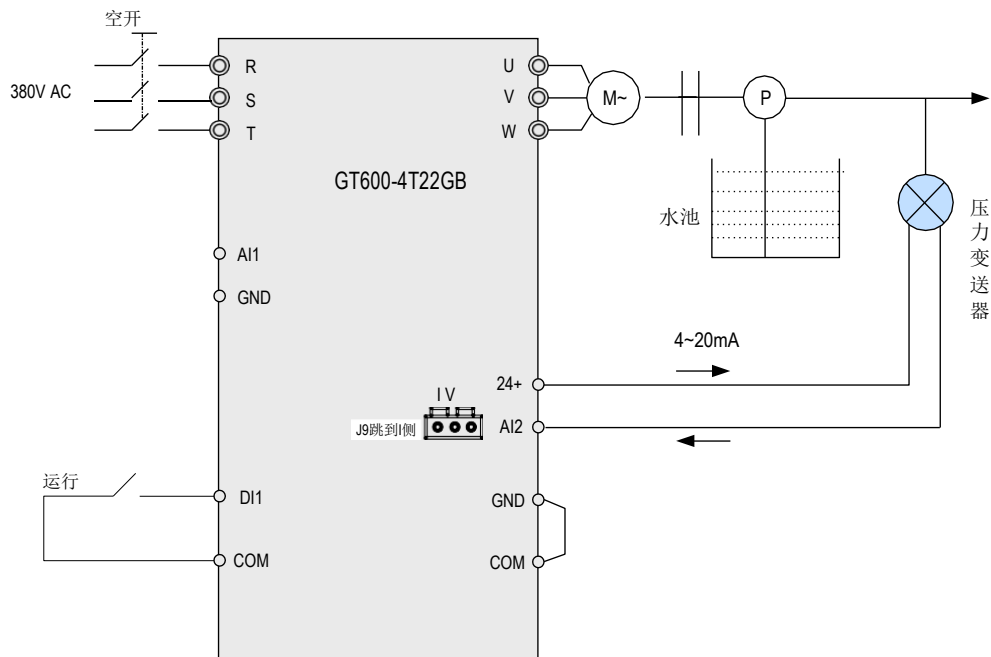 空开
380V AC
R
S
T
U
V
W
M~
P
GT600-4T22GB
水池
压力变送器
AI1
GND
4~20mA
24+
I V
J9跳到I侧
AI2
运行
DI1
GND
COM
COM